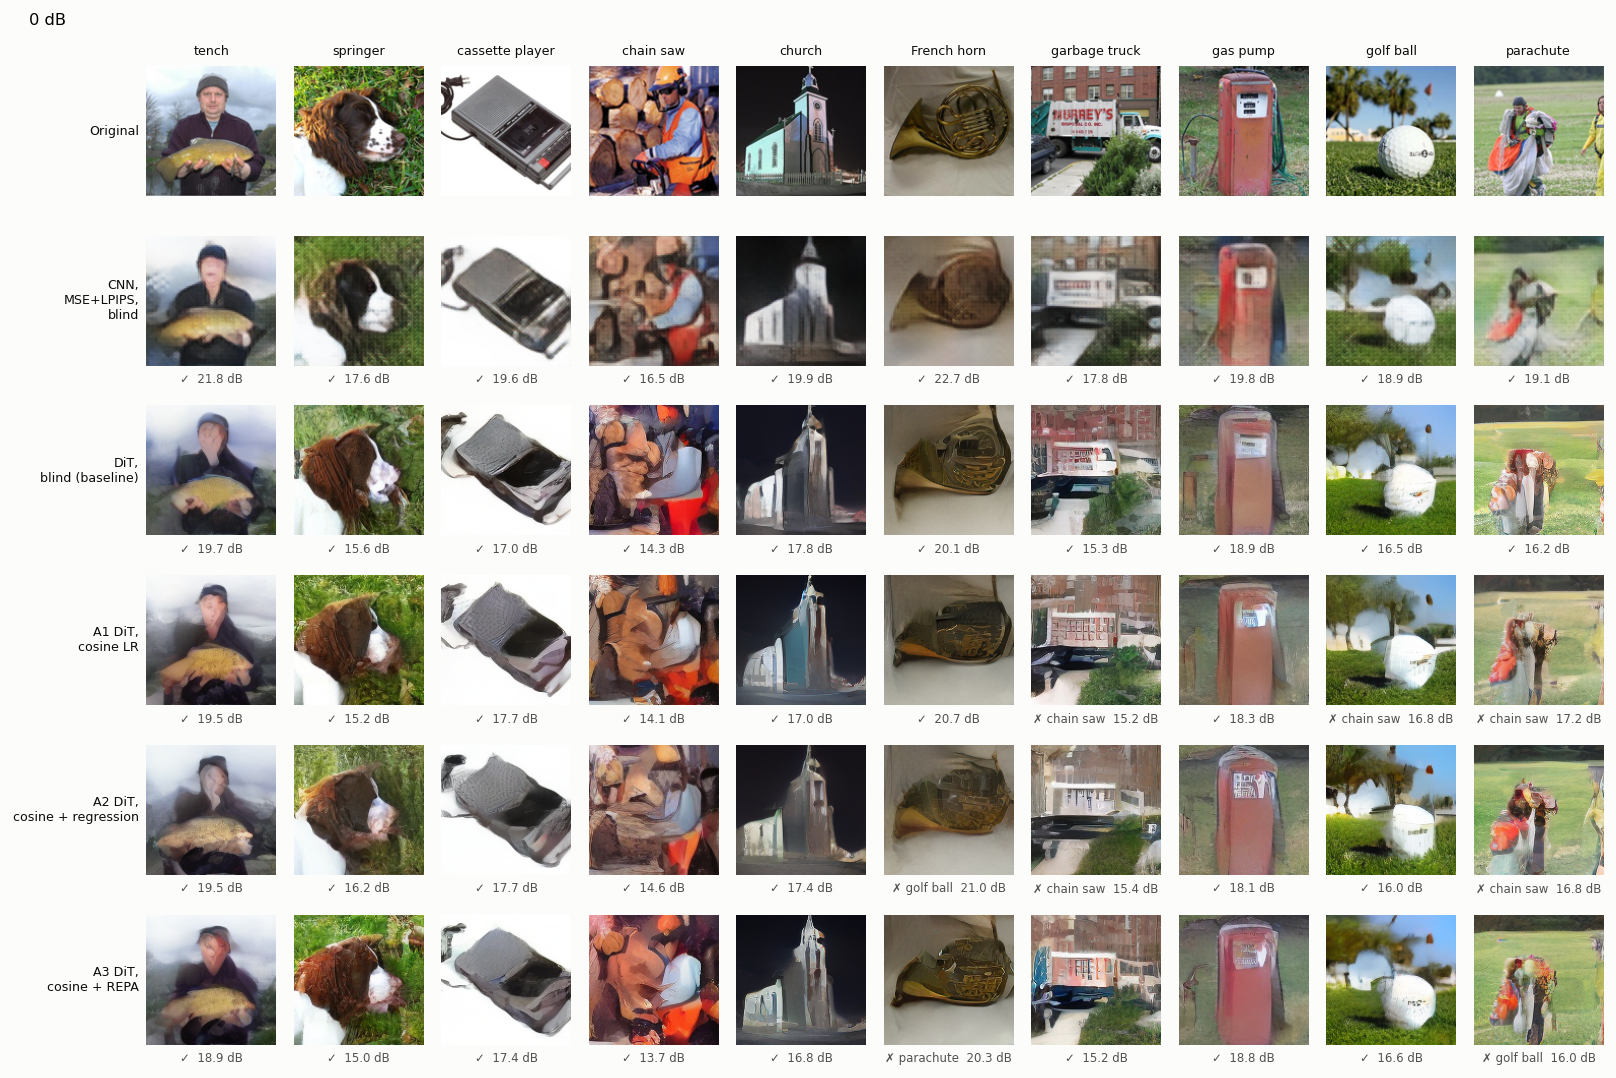 0 dB
tench springer cassette player chain saw church French horn garbage truck gas pump golf ball parachute
Original
MURREY'S
DISPOSAL CO., INC.
CNN,
MSE+LPIPS,
blind
✓ 21.8 dB ✓ 17.6 dB ✓ 19.6 dB ✓ 16.5 dB ✓ 19.9 dB ✓ 22.7 dB ✓ 17.8 dB ✓ 19.8 dB ✓ 18.9 dB ✓ 19.1 dB
DiT,
blind (baseline)
✓ 19.7 dB ✓ 15.6 dB ✓ 17.0 dB ✓ 14.3 dB ✓ 17.8 dB ✓ 20.1 dB ✓ 15.3 dB ✓ 18.9 dB ✓ 16.5 dB ✓ 16.2 dB
A1 DiT,
cosine LR
✓ 19.5 dB ✓ 15.2 dB ✓ 17.7 dB ✓ 14.1 dB ✓ 17.0 dB ✓ 20.7 dB ✗ chain saw 15.2 dB ✓ 18.3 dB ✗ chain saw 16.8 dB ✗ chain saw 17.2 dB
A2 DiT,
cosine + regression
✓ 19.5 dB ✓ 16.2 dB ✓ 17.7 dB ✓ 14.6 dB ✓ 17.4 dB ✗ golf ball 21.0 dB ✗ chain saw 15.4 dB ✓ 18.1 dB ✓ 16.0 dB ✗ chain saw 16.8 dB
A3 DiT,
cosine + REPA
✓ 18.9 dB ✓ 15.0 dB ✓ 17.4 dB ✓ 13.7 dB ✓ 16.8 dB ✗ parachute 20.3 dB ✓ 15.2 dB ✓ 18.8 dB ✓ 16.6 dB ✗ golf ball 16.0 dB